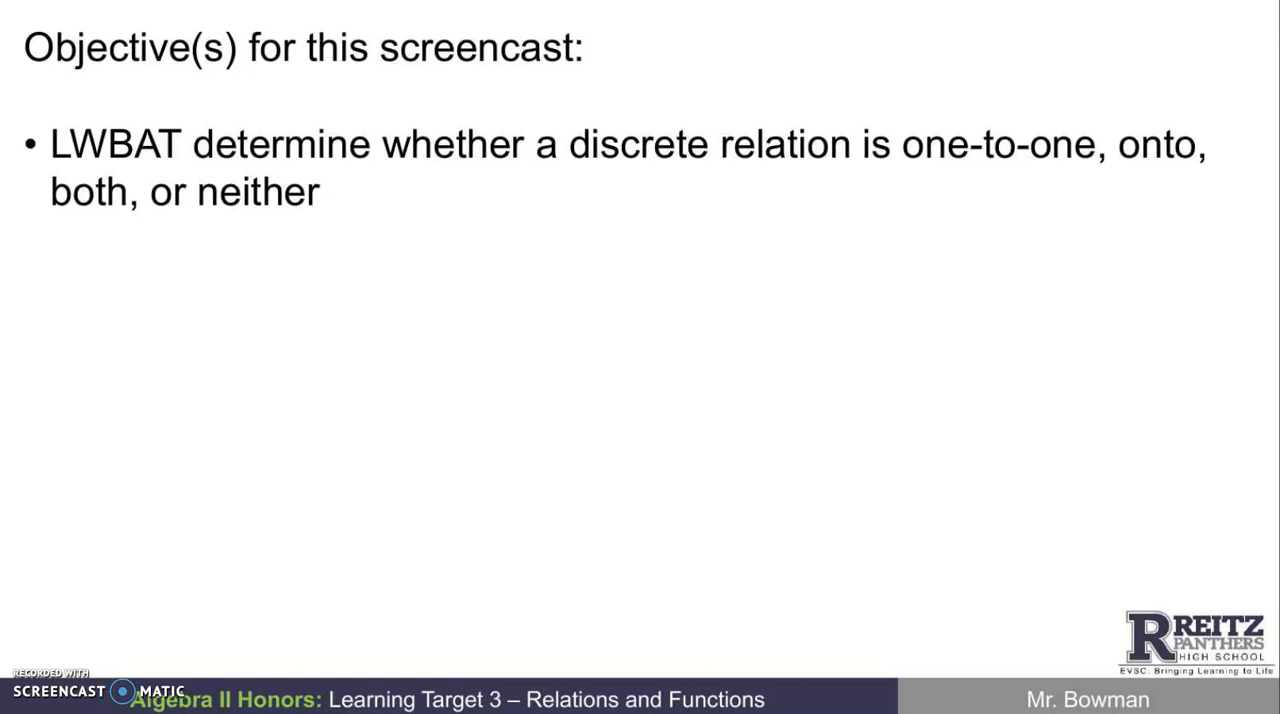 Objective(s) for this screencast:
• LWBAT determine whether a discrete relation is one-to-one, onto,
both, or neither
R REITZ
PANTHERS
HIGH SCHOOL
EVSC. Bringing Learning to Life
RECORDED WITH
SCREENCAST MATIC
Algebra II Honors: Learning Target 3 – Relations and Functions
Mr. Bowman